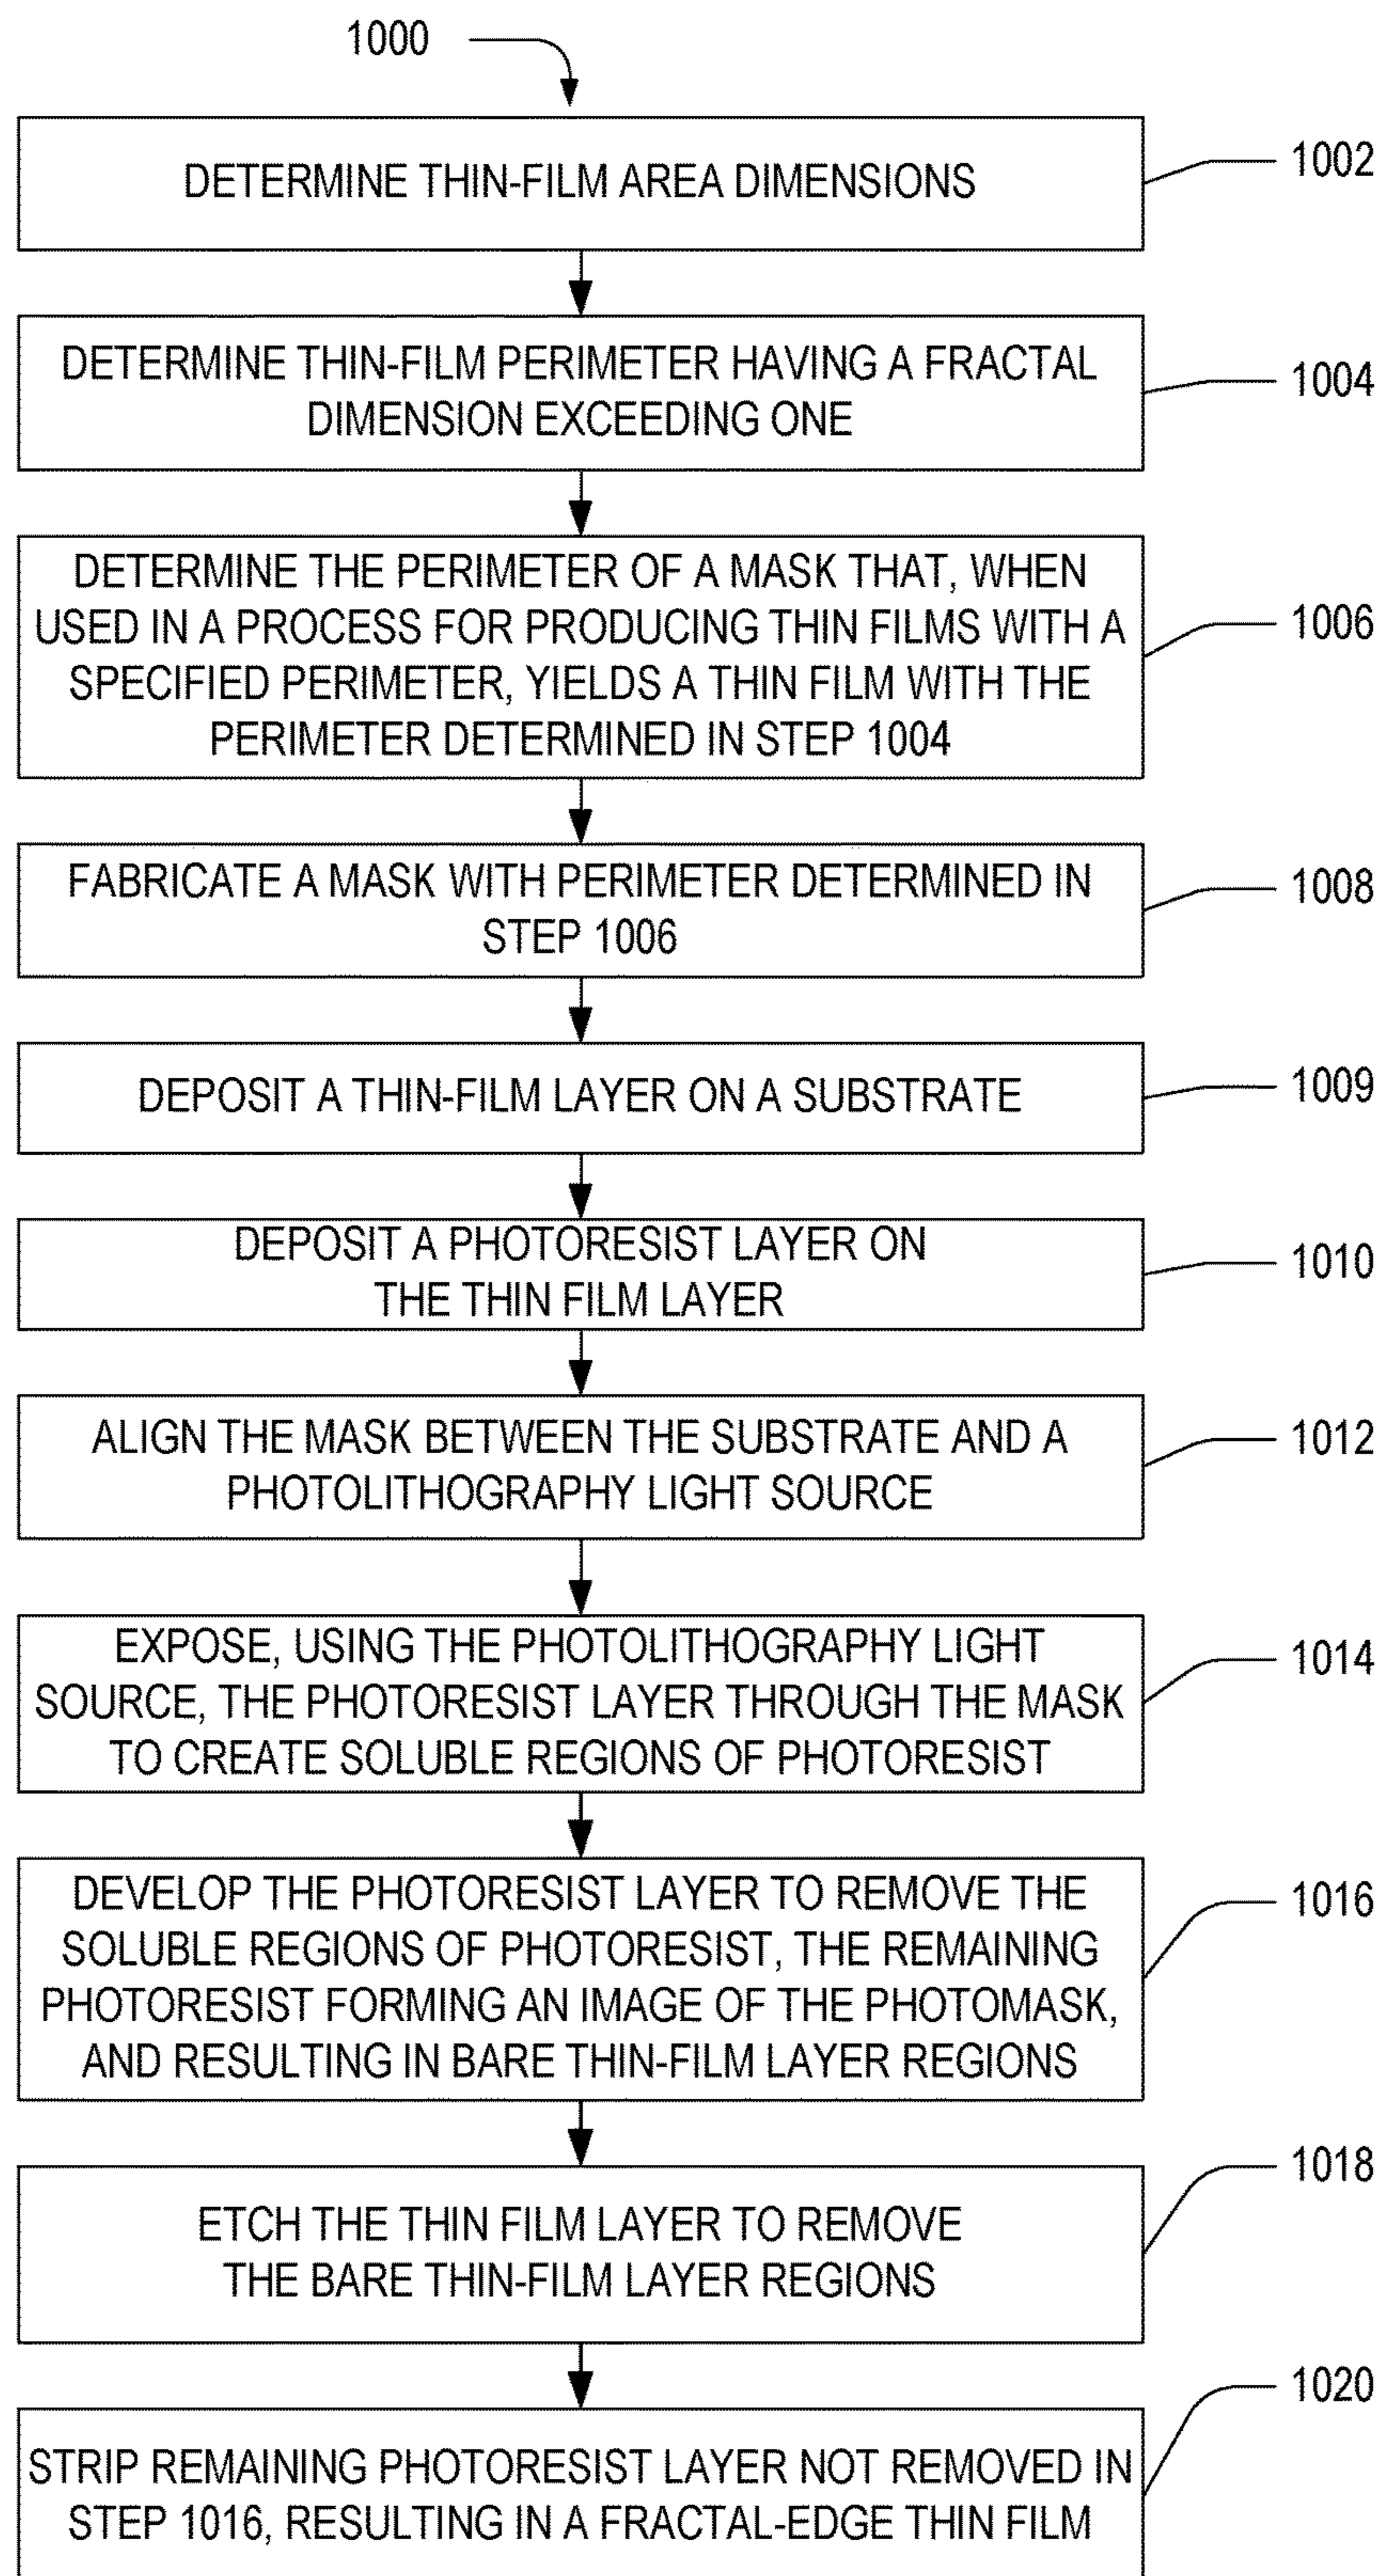 1000
DETERMINE THIN-FILM AREA DIMENSIONS
1002
DETERMINE THIN-FILM PERIMETER HAVING A FRACTAL
DIMENSION EXCEEDING ONE
1004
DETERMINE THE PERIMETER OF A MASK THAT, WHEN
USED IN A PROCESS FOR PRODUCING THIN FILMS WITH A
SPECIFIED PERIMETER, YIELDS A THIN FILM WITH THE
PERIMETER DETERMINED IN STEP 1004
1006
FABRICATE A MASK WITH PERIMETER DETERMINED IN
STEP 1006
1008
DEPOSIT A THIN-FILM LAYER ON A SUBSTRATE
1009
DEPOSIT A PHOTORESIST LAYER ON
THE THIN FILM LAYER
1010
ALIGN THE MASK BETWEEN THE SUBSTRATE AND A
PHOTOLITHOGRAPHY LIGHT SOURCE
1012
EXPOSE, USING THE PHOTOLITHOGRAPHY LIGHT
SOURCE, THE PHOTORESIST LAYER THROUGH THE MASK
TO CREATE SOLUBLE REGIONS OF PHOTORESIST
1014
DEVELOP THE PHOTORESIST LAYER TO REMOVE THE
SOLUBLE REGIONS OF PHOTORESIST, THE REMAINING
PHOTORESIST FORMING AN IMAGE OF THE PHOTOMASK,
AND RESULTING IN BARE THIN-FILM LAYER REGIONS
1016
ETCH THE THIN FILM LAYER TO REMOVE
THE BARE THIN-FILM LAYER REGIONS
1018
STRIP REMAINING PHOTORESIST LAYER NOT REMOVED IN
STEP 1016, RESULTING IN A FRACTAL-EDGE THIN FILM
1020